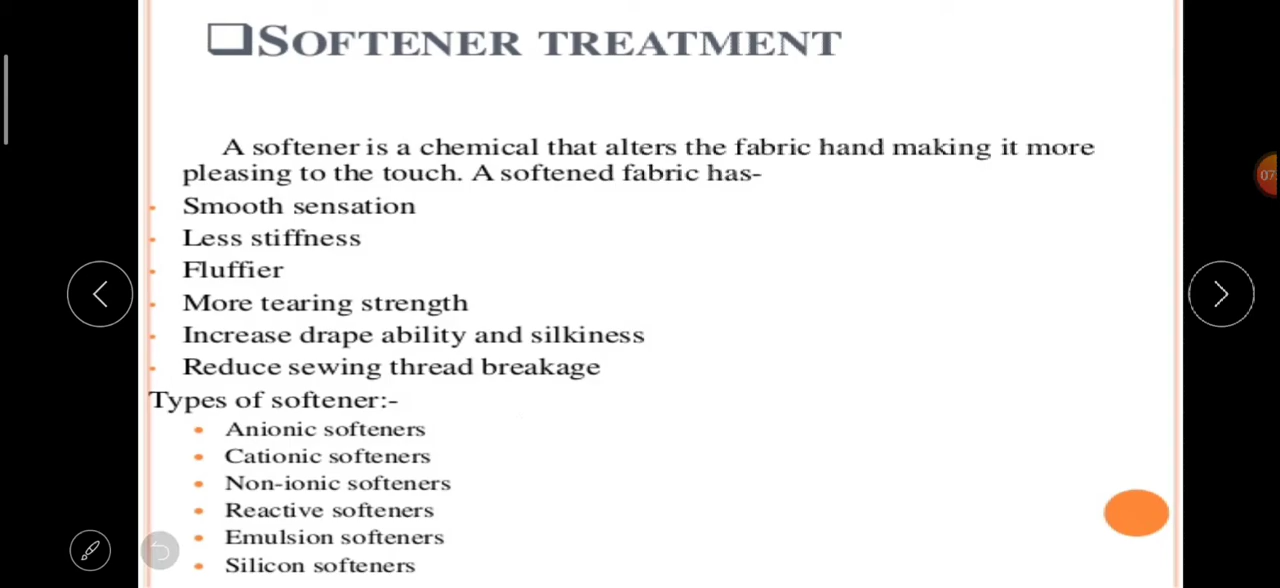 ❑SOFTENER TREATMENT
A softener is a chemical that alters the fabric hand making it more
pleasing to the touch. A softened fabric has-
• Smooth sensation
• Less stiffness
• Fluffier
• More tearing strength
• Increase drape ability and silkiness
• Reduce sewing thread breakage
Types of softener:-
• Anionic softeners
• Cationic softeners
• Non-ionic softeners
• Reactive softeners
• Emulsion softeners
• Silicon softeners
07